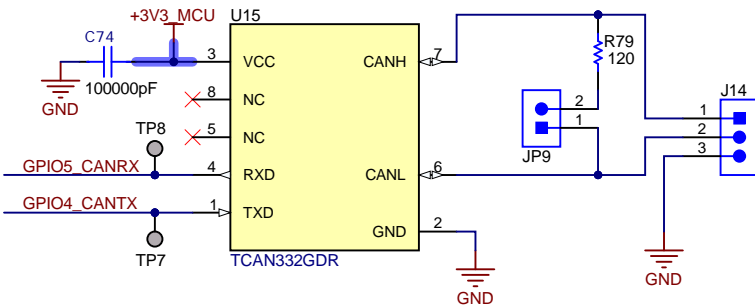 +3V3_MCU
U15
C74
100000pF
GND
3
VCC
CANH
7
R79
120
8
NC
2
1
JP9
J14
1
2
3
5
NC
TP8
GPIO5_CANRX
4
RXD
CANL
6
GPIO4_CANTX
1
TXD
GND
2
TP7
TCAN332GDR
GND
GND